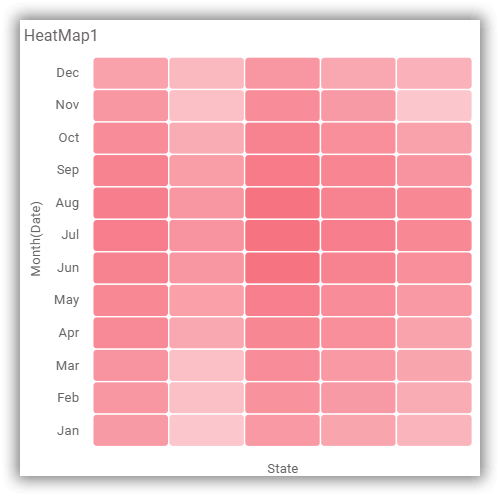 HeatMap1
Dec
Nov
Oct
Sep
Aug
Jul
Jun
May
Apr
Mar
Feb
Jan
Month(Date)
State